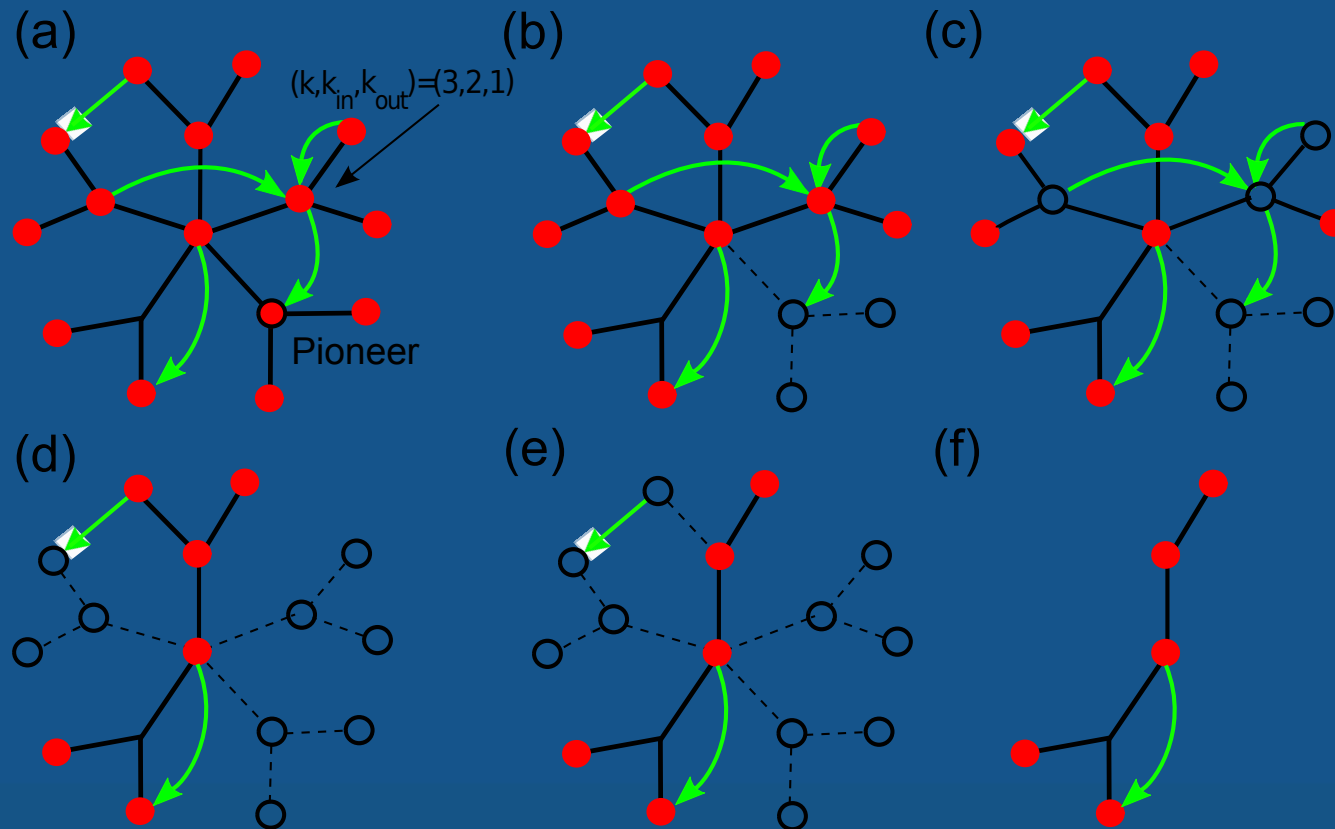 (a)
(b)
(c)
(k,k_in,k_out)=(3,2,1)
Pioneer
(d)
(e)
(f)